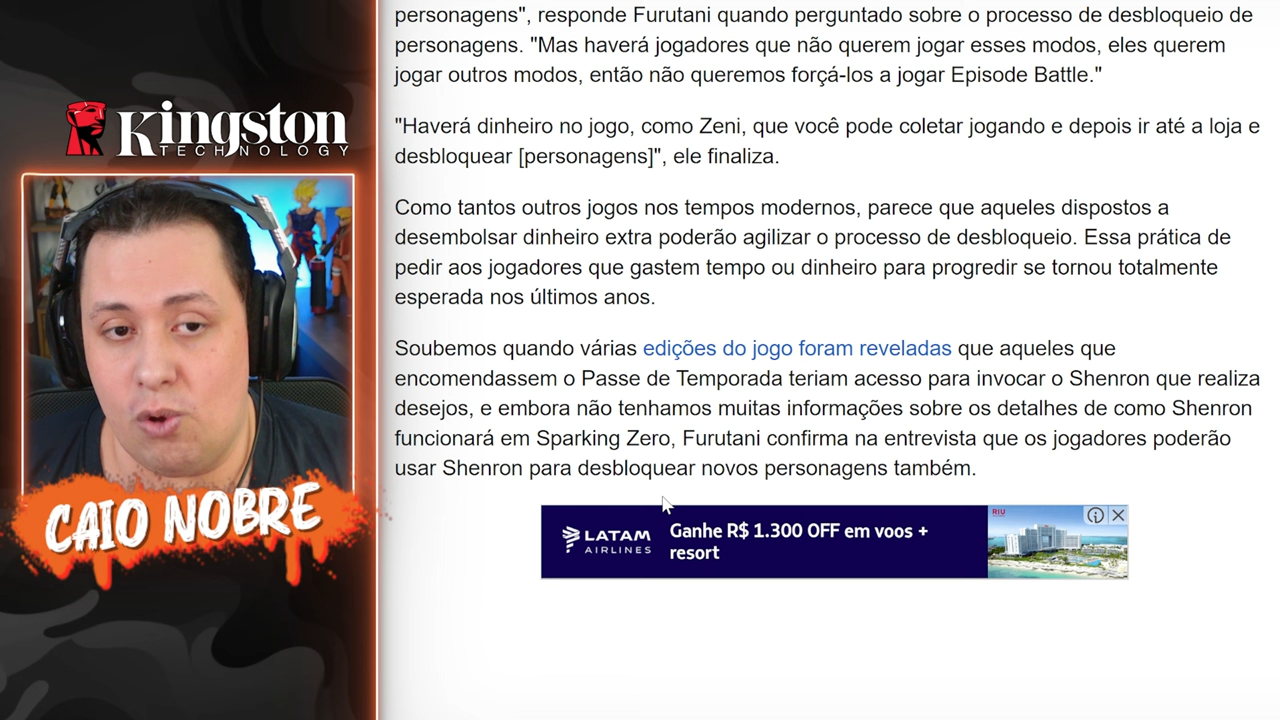 Kingston
TECHNOLOGY
CAIO NOBRE
personagens", responde Furutani quando perguntado sobre o processo de desbloqueio de
personagens. "Mas haverá jogadores que não querem jogar esses modos, eles querem
jogar outros modos, então não queremos forçá-los a jogar Episode Battle."
"Haverá dinheiro no jogo, como Zeni, que você pode coletar jogando e depois ir até a loja e
desbloquear [personagens]", ele finaliza.
Como tantos outros jogos nos tempos modernos, parece que aqueles dispostos a
desembolsar dinheiro extra poderão agilizar o processo de desbloqueio. Essa prática de
pedir aos jogadores que gastem tempo ou dinheiro para progredir se tornou totalmente
esperada nos últimos anos.
Soubemos quando várias edições do jogo foram reveladas que aqueles que
encomendassem o Passe de Temporada teriam acesso para invocar o Shenron que realiza
desejos, e embora não tenhamos muitas informações sobre os detalhes de como Shenron
funcionará em Sparking Zero, Furutani confirma na entrevista que os jogadores poderão
usar Shenron para desbloquear novos personagens também.
LATAM
AIRLINES
Ganhe R$ 1.300 OFF em voos +
resort
RIU